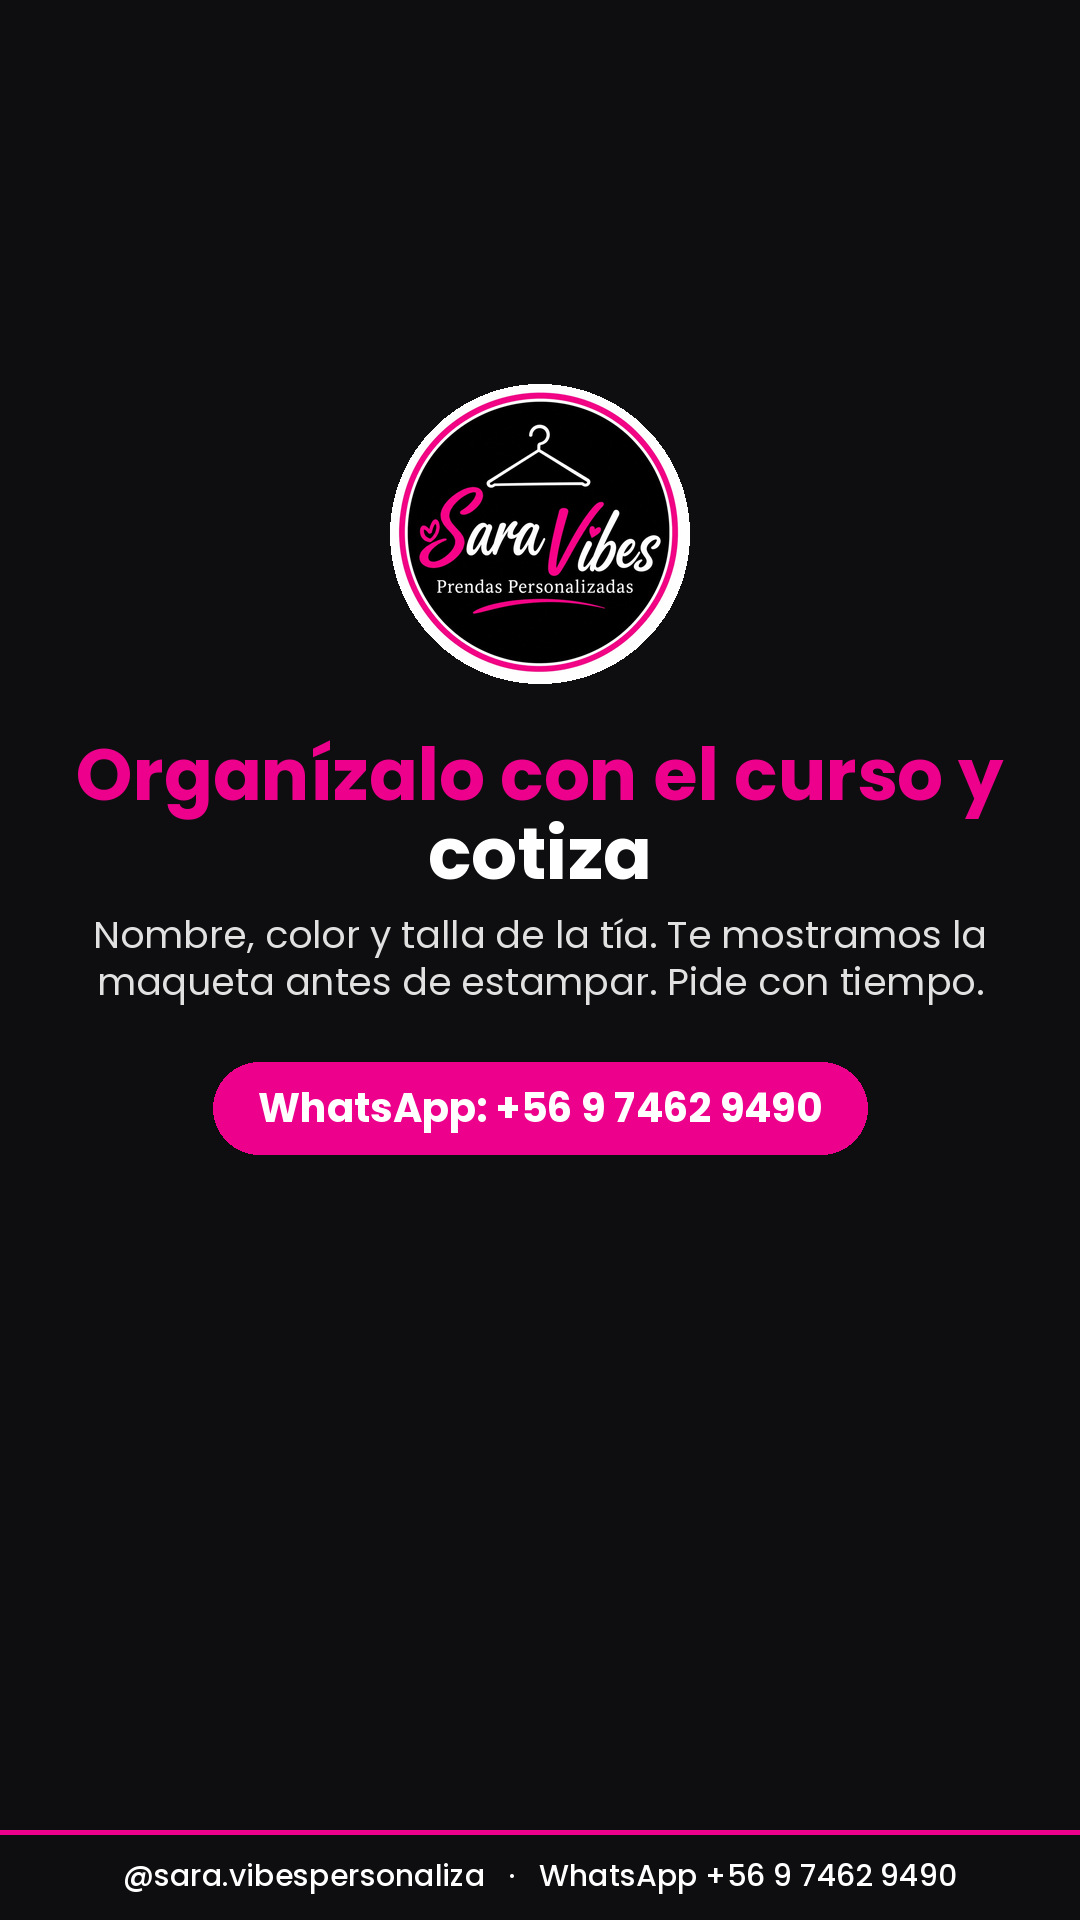 Sara Vibes
Prendas Personalizadas
Organízalo con el curso y
cotiza
Nombre, color y talla de la tía. Te mostramos la
maqueta antes de estampar. Pide con tiempo.
WhatsApp: +56 9 7462 9490
@sara.vibespersonaliza · WhatsApp +56 9 7462 9490